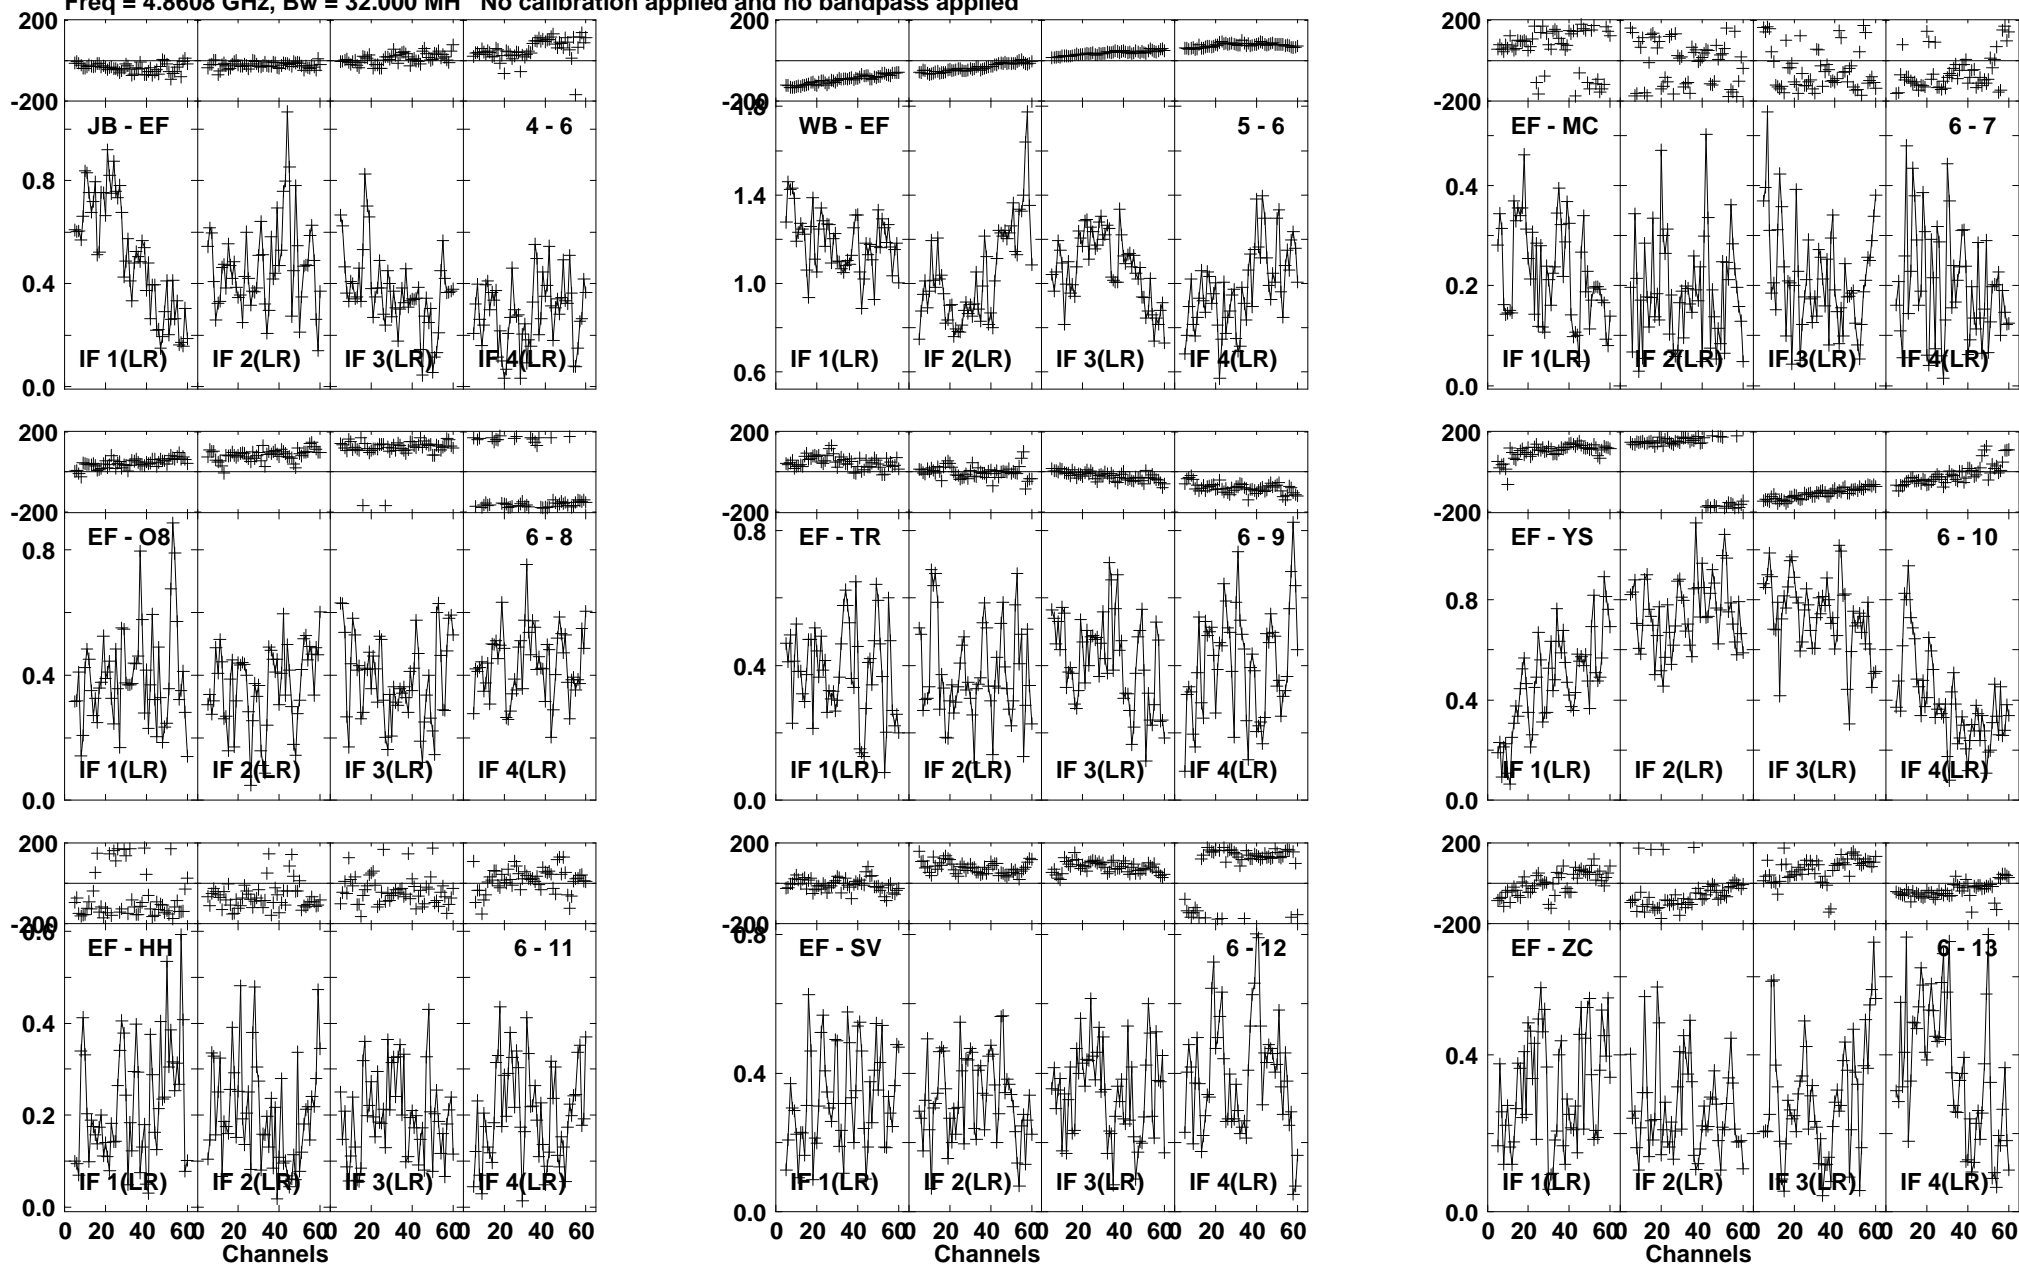 Freq = 4.8608 GHz, Bw = 32.000 MH No calibration applied and no bandpass applied
200 200 200
-200 -200 -200
JB - EF 4 - 6 WB - EF 5 - 6 EF - MC 6 - 7
1.8
0.8 1.4 0.4
0.4 1.0 0.2
IF 1(LR) IF 2(LR) IF 3(LR) IF 4(LR) IF 1(LR) IF 2(LR) IF 3(LR) IF 4(LR) IF 1(LR) IF 2(LR) IF 3(LR) IF 4(LR)
0.0 0.6 0.0
200 200 200
-200 -200 -200
EF - O8 6 - 8 EF - TR 6 - 9 EF - YS 6 - 10
0.8 0.8 0.8
0.4 0.4 0.4
IF 1(LR) IF 2(LR) IF 3(LR) IF 4(LR) IF 1(LR) IF 2(LR) IF 3(LR) IF 4(LR) IF 1(LR) IF 2(LR) IF 3(LR) IF 4(LR)
0.0 0.0 0.0
200 200 200
-200 -200 -200
0.6 0.8
EF - HH 6 - 11 EF - SV 6 - 12 EF - ZC 6 - 13
0.4 0.4 0.4
0.2
IF 1(LR) IF 2(LR) IF 3(LR) IF 4(LR) IF 1(LR) IF 2(LR) IF 3(LR) IF 4(LR) IF 1(LR) IF 2(LR) IF 3(LR) IF 4(LR)
0.0 0.0 0.0
0 20 40 60 0 20 40 60 0 20 40 60 0 20 40 60 0 20 40 60 0 20 40 60 0 20 40 60 0 20 40 60 0 20 40 60 0 20 40 60 0 20 40 60 0 20 40 60
Channels Channels Channels